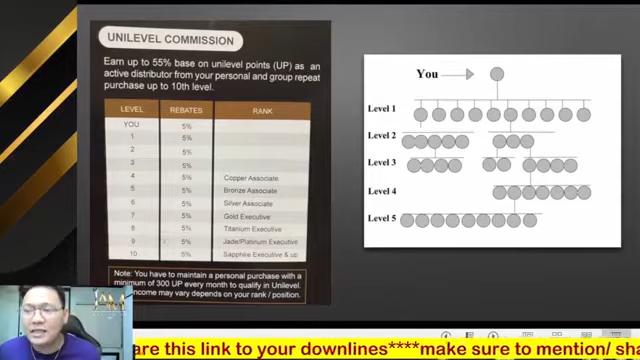 UNILEVEL COMMISSION
Earn up to 55% base on unilevel points (UP) as an
active distributor from your personal and group repeat
purchase up to 10th level.
LEVEL REBATES RANK
YOU 5%
1 5%
2 5%
3 5%
4 5% Copper Associate
5 5% Bronze Associate
6 5% Silver Associate
7 5% Gold Executive
8 5% Titanium Executive
9 5% Jade/Platinum Executive
10 5% Sapphire Executive & up
Note: You have to maintain a personal purchase with a
minimum of 300 UP every month to qualify in Unilevel.
income may vary depends on your rank / position.
You
Level 1
Level 2
Level 3
Level 4
Level 5
are this link to your downlines****make sure to mention/ sha